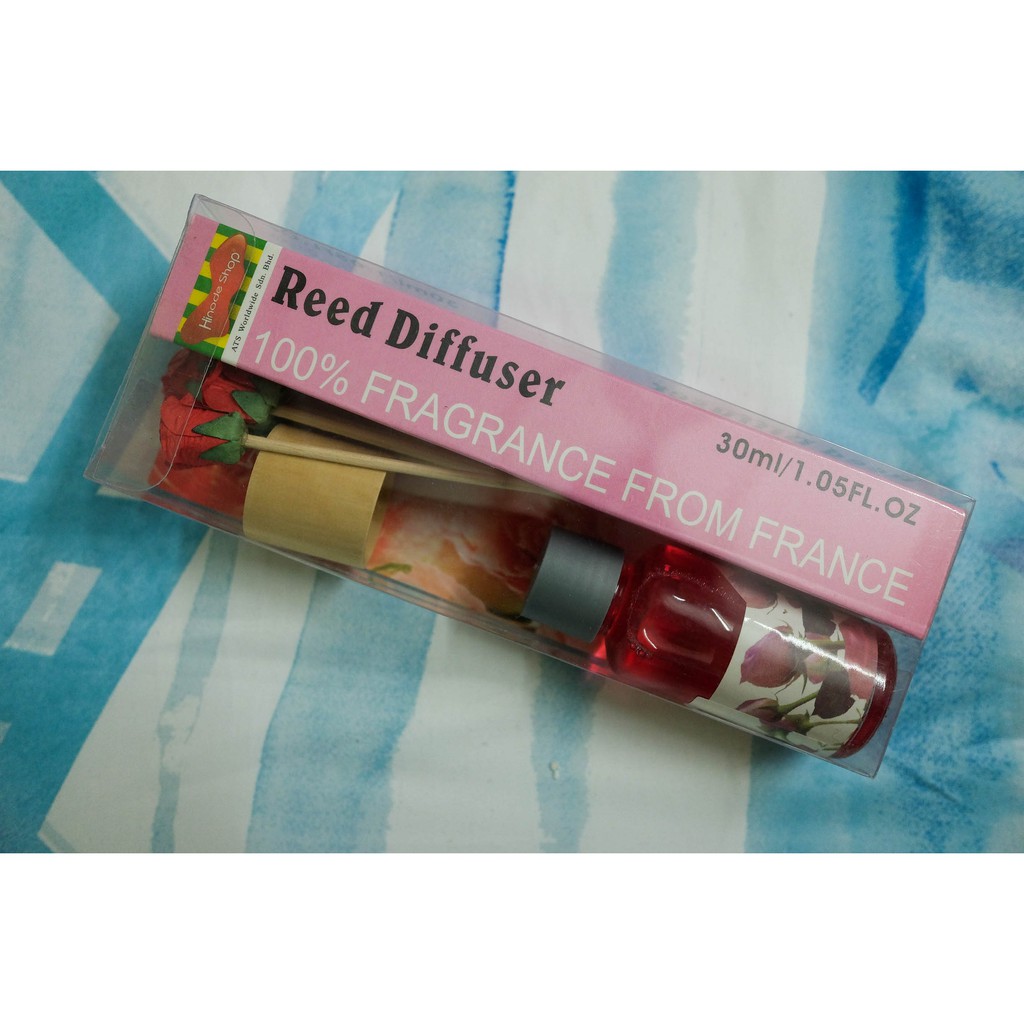 Hinode Shop
ATS Worldwide Sdn. Bhd.
Reed Diffuser
100% FRAGRANCE FROM FRANCE
30ml/1.05FL.OZ